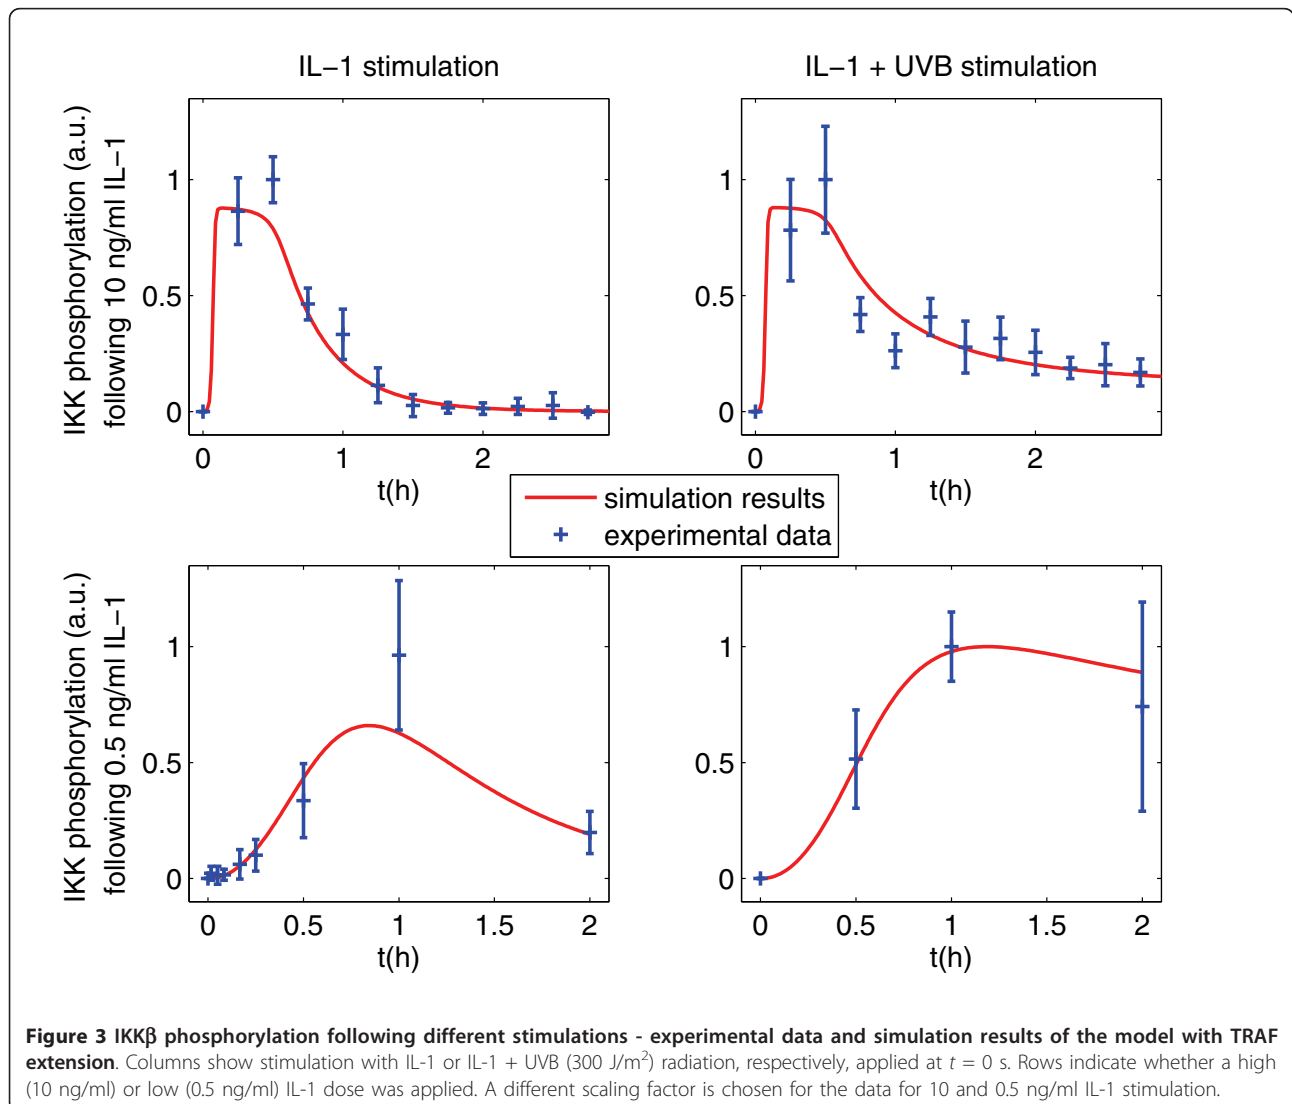 IL−1 stimulation
IL−1 + UVB stimulation
IKK phosphorylation (a.u.)
following 10 ng/ml IL−1
1
0.5
0
0
1
2
t(h)
1
0.5
0
0
1
2
t(h)
simulation results
experimental data
IKK phosphorylation (a.u.)
following 0.5 ng/ml IL−1
1
0.5
0
0
0.5
1
1.5
2
t(h)
1
0.5
0
0
0.5
1
1.5
2
t(h)
Figure 3 IKKβ phosphorylation following different stimulations - experimental data and simulation results of the model with TRAF
extension. Columns show stimulation with IL-1 or IL-1 + UVB (300 J/m²) radiation, respectively, applied at t = 0 s. Rows indicate whether a high
(10 ng/ml) or low (0.5 ng/ml) IL-1 dose was applied. A different scaling factor is chosen for the data for 10 and 0.5 ng/ml IL-1 stimulation.